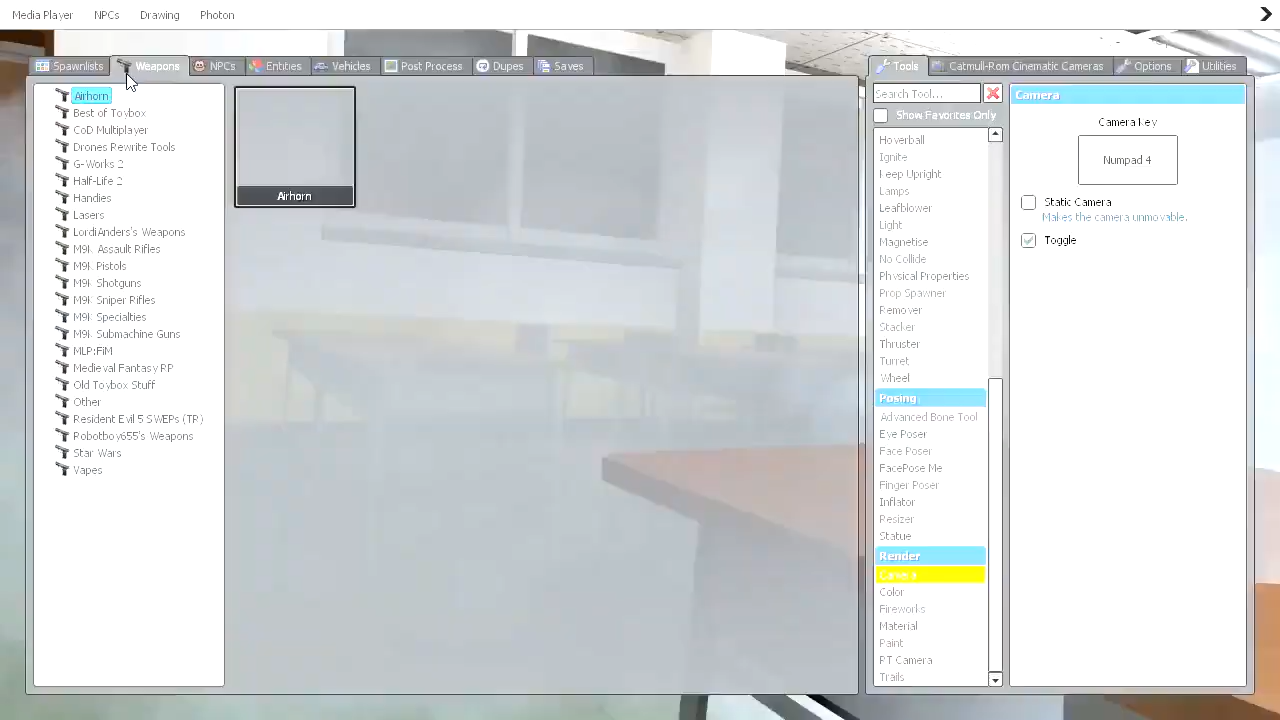 Media Player NPCs Drawing Photon
Spawnlists Weapons NPCs Entities Vehicles Post Process Dupes Saves
Airhorn
Best of Toybox
CoD Multiplayer
Drones Rewrite Tools
G-Works 2
Half-Life 2
Handies
Lasers
LordiAnders's Weapons
M9K Assault Rifles
M9K Pistols
M9K Shotguns
M9K Sniper Rifles
M9K Specialties
M9K Submachine Guns
MLP:FiM
Medieval Fantasy RP
Old Toybox Stuff
Other
Resident Evil 5 SWEPs (TR)
Robotboy655's Weapons
Star Wars
Vapes
Airhorn
Tools Catmull-Rom Cinematic Cameras Options Utilities
Search Tool...
Show Favorites Only
Hoverball
Ignite
Keep Upright
Lamps
Leafblower
Light
Magnetise
No Collide
Physical Properties
Prop Spawner
Remover
Stacker
Thruster
Turret
Wheel
Posing
Advanced Bone Tool
Eye Poser
Face Poser
FacePose Me
Finger Poser
Inflator
Resizer
Statue
Render
Camera
Color
Fireworks
Material
Paint
PT Camera
Trails
Camera
Camera Key
Numpad 4
Static Camera
Makes the camera unmovable.
Toggle